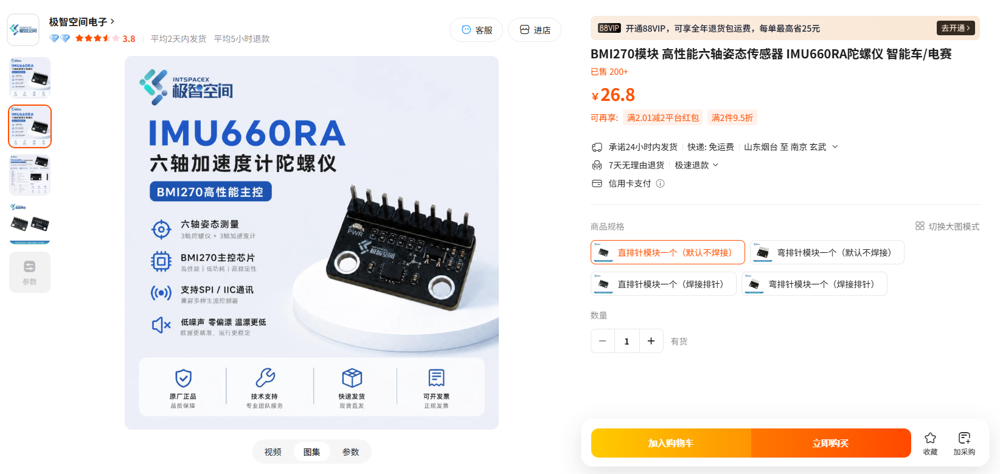 极智空间电子
3.8
平均2天内发货
平均5小时退款
客服
进店
参数
INTSPACEX
极智空间
IMU660RA
六轴加速度计陀螺仪
BMI270高性能主控
六轴姿态测量
3轴陀螺仪 + 3轴加速度计
BMI270主控芯片
高性能 | 低功耗 | 高稳定性
支持SPI / IIC通讯
兼容多种主流控制器
低噪声 零偏漂 温漂更低
数据更精准，运行更稳定
PWR
INTSPACEX
极智空间
原厂正品
品质保障
技术支持
专业团队服务
快速发货
现货直发
可开发票
正规发票
视频
图集
参数
88VIP
开通88VIP，可享全年退货包运费，每单最高省25元
去开通
BMI270模块 高性能六轴姿态传感器 IMU660RA陀螺仪 智能车/电赛
已售 200+
¥26.8
可再享:
满2.01减2平台红包
满2件9.5折
承诺24小时内发货
快递: 免运费
山东烟台 至 南京 玄武
7天无理由退货
极速退款
信用卡支付
商品规格
切换大图模式
直排针模块一个（默认不焊接）
弯排针模块一个（默认不焊接）
直排针模块一个（焊接排针）
弯排针模块一个（焊接排针）
数量
1
有货
加入购物车
立即购买
收藏
加采购